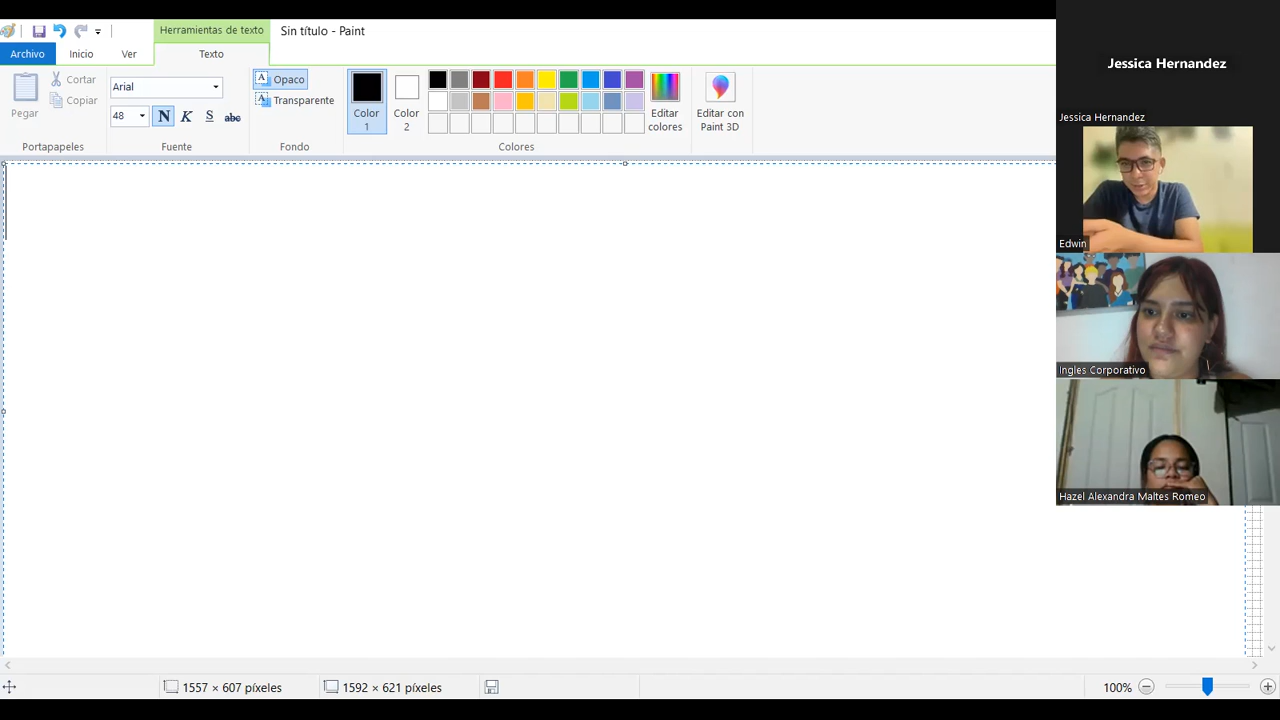 Herramientas de texto
Sin título - Paint
Archivo
Inicio
Ver
Texto
Pegar
Cortar
Copiar
Portapapeles
Arial
48
N K S abc
Fuente
Opaco
Transparente
Fondo
Color 1
Color 2
Editar colores
Colores
Editar con Paint 3D
Jessica Hernandez
Jessica Hernandez
Edwin
Ingles Corporativo
Hazel Alexandra Maltes Romeo
1557 × 607 píxeles
1592 × 621 píxeles
100%